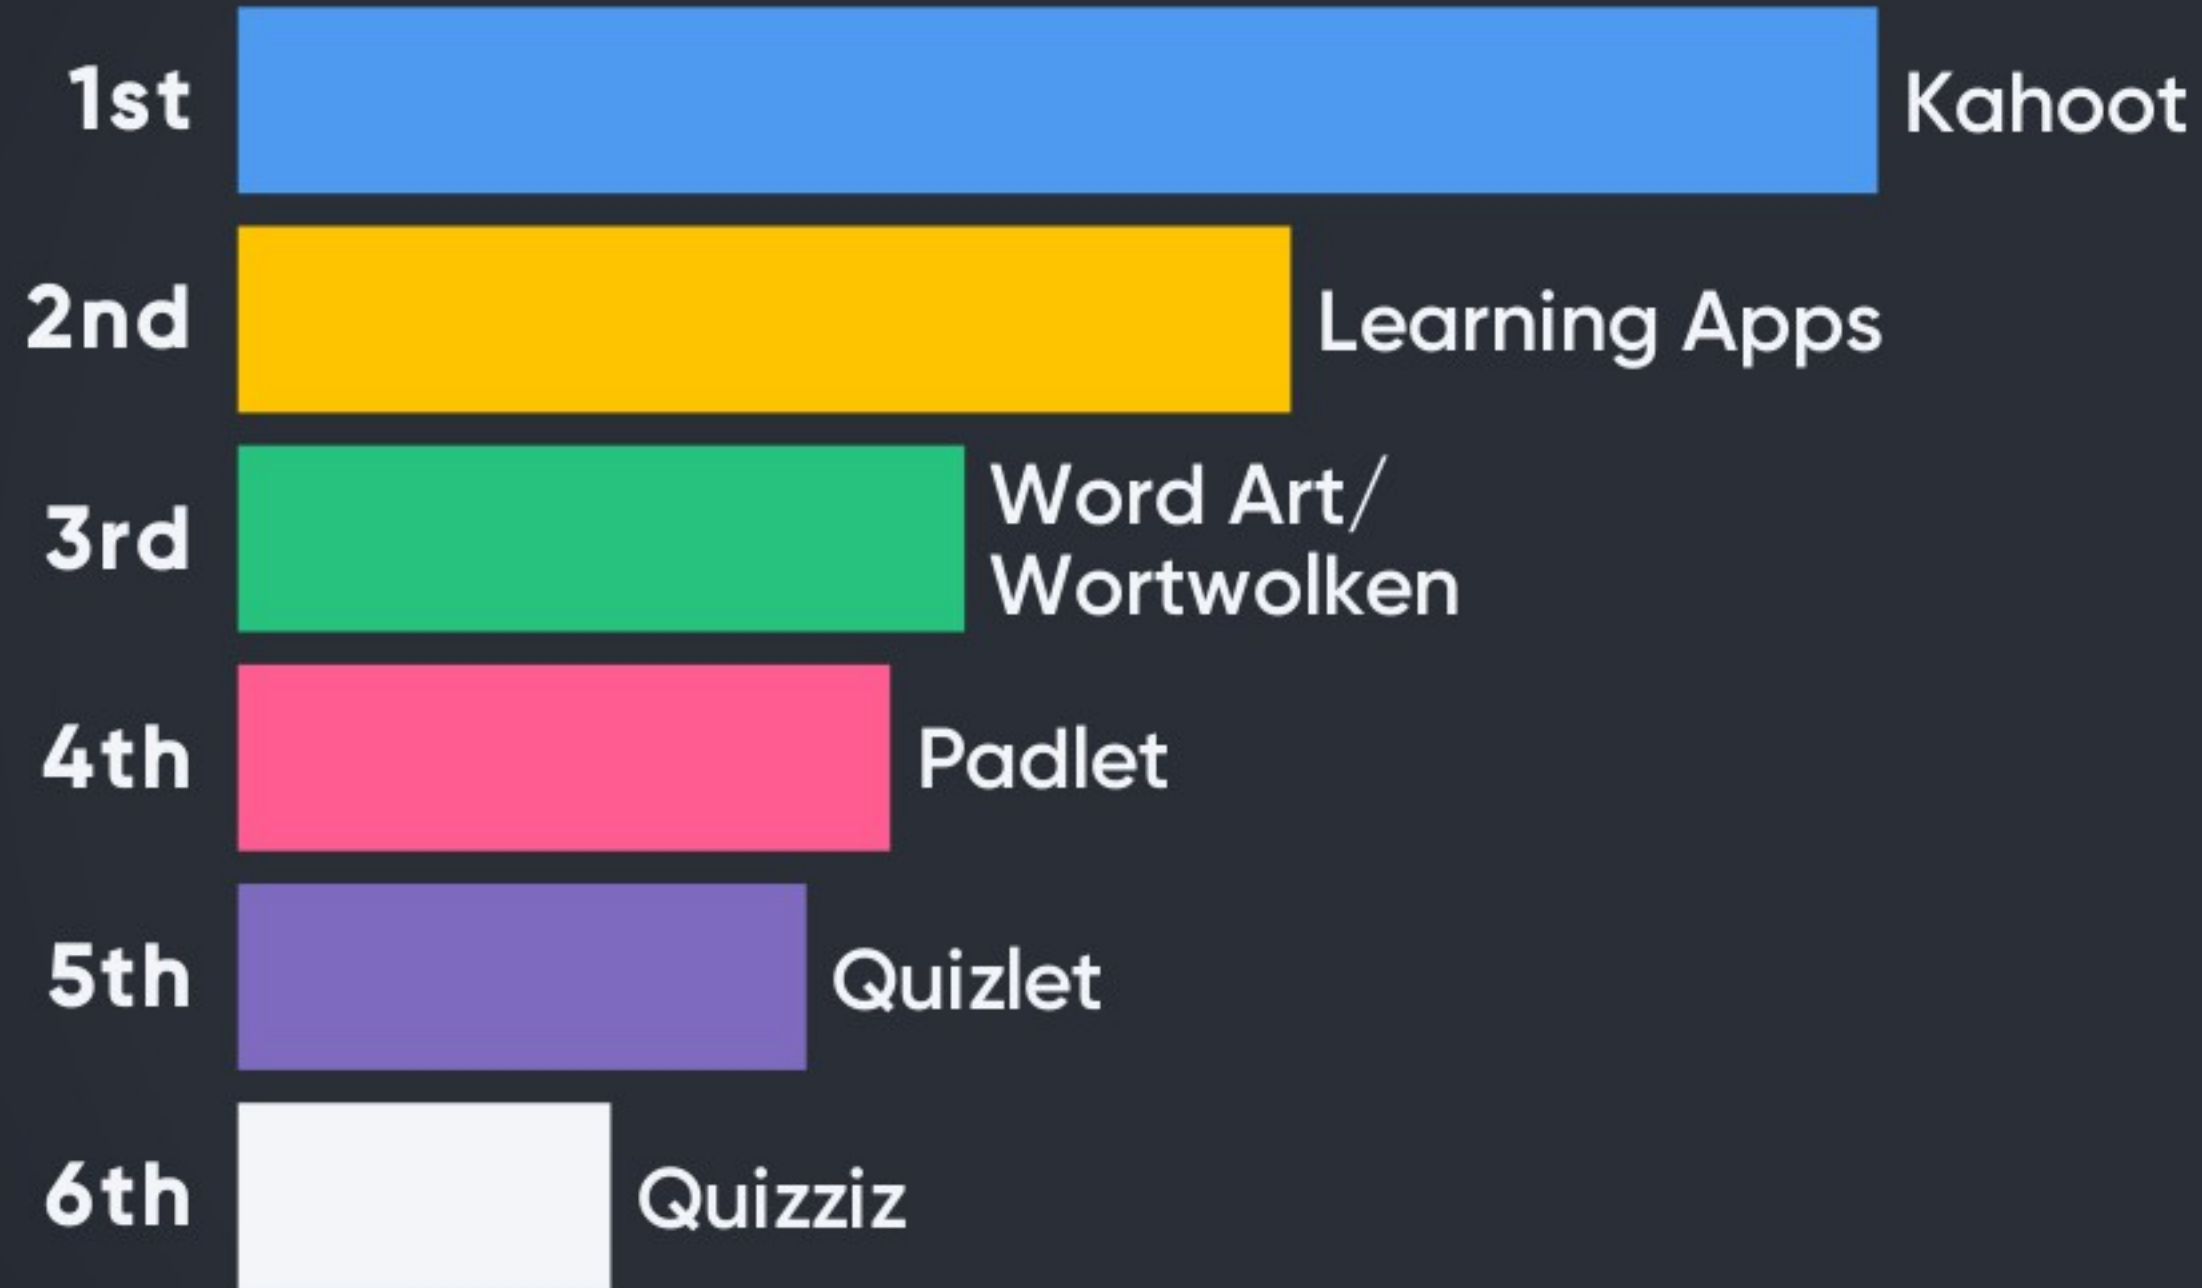 1st Kahoot
2nd Learning Apps
3rd Word Art/
Wortwolken
4th Padlet
5th Quizlet
6th Quizziz